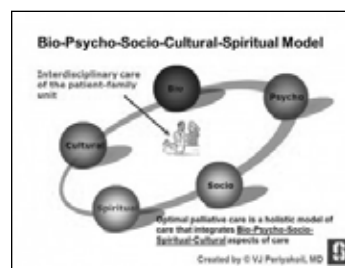 Bio-Psycho-Socio-Cultural-Spiritual Model
Interdisciplinary care
of the patient-family
unit
Bio
Psycho
Cultural
Socio
Spiritual
Optimal palliative care is a holistic model of
care that integrates Bio-Psycho-Socio-
Spiritual-Cultural aspects of care
Created by © VJ Periyakoil, MD
S